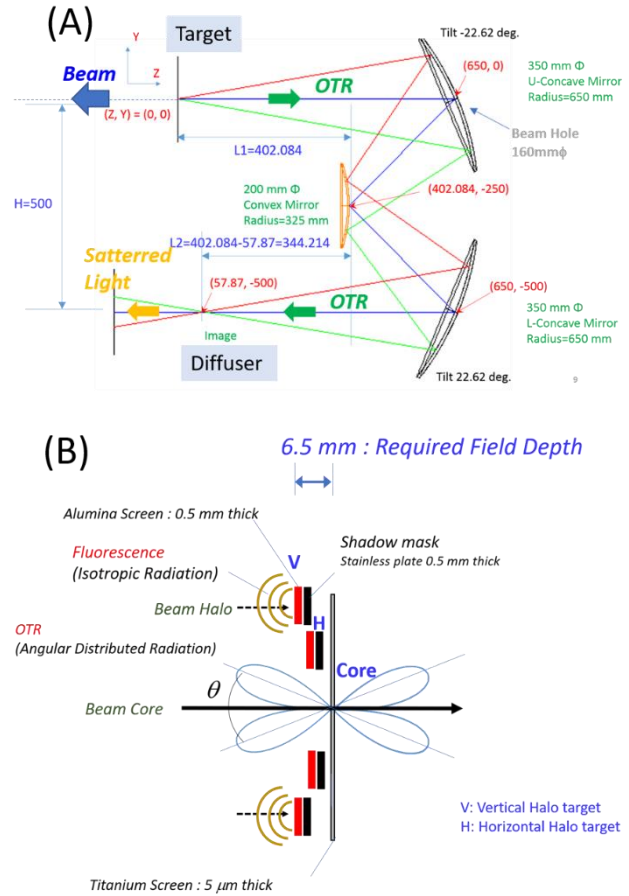 (A)
Target
Tilt -22.62 deg.
Y
Z
Beam
OTR
(650, 0)
350 mm Φ
U-Concave Mirror
Radius=650 mm
(Z, Y) = (0, 0)
Beam Hole
160mmϕ
L1=402.084
H=500
200 mm Φ
Convex Mirror
Radius=325 mm
(402.084, -250)
L2=402.084-57.87=344.214
Satterred
Light
(57.87, -500)
OTR
(650, -500)
350 mm Φ
L-Concave Mirror
Radius=650 mm
Image
Diffuser
Tilt 22.62 deg.
9
(B)
6.5 mm : Required Field Depth
Alumina Screen : 0.5 mm thick
Shadow mask
Stainless plate 0.5 mm thick
Fluorescence
(Isotropic Radiation)
V
Beam Halo
H
OTR
(Angular Distributed Radiation)
Core
θ
Beam Core
V: Vertical Halo target
H: Horizontal Halo target
Titanium Screen : 5 μm thick